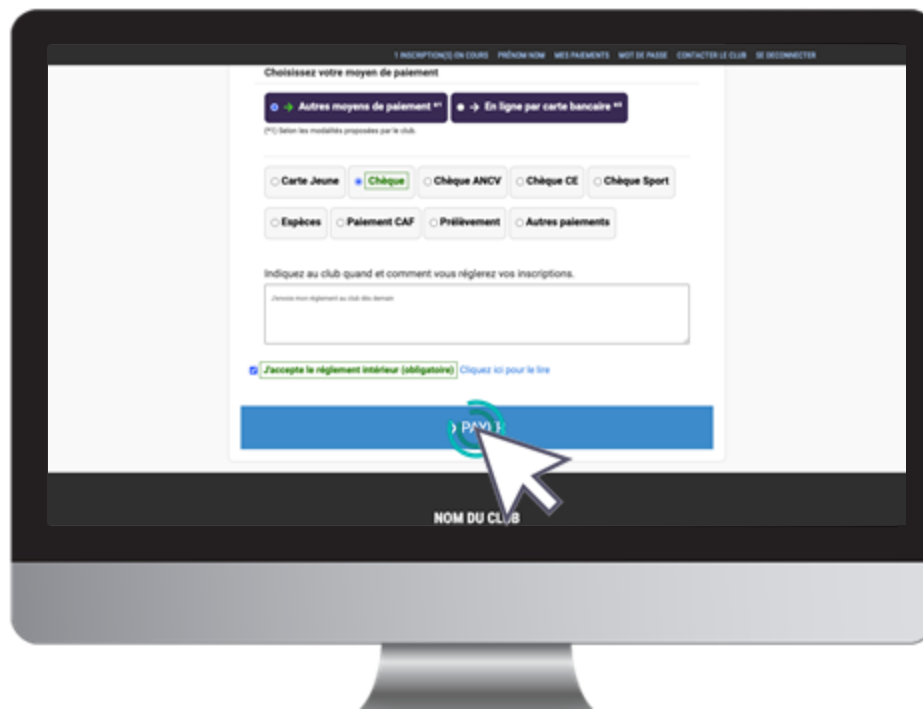 1 INSCRIPTION(S) EN COURS PRÉNOM NOM MES PAIEMENTS MOT DE PASSE CONTACTER LE CLUB SE DECONNECTER
Choisissez votre moyen de paiement
→ Autres moyens de paiement *¹ → En ligne par carte bancaire *²
(*1) Selon les modalités proposées par le club.
Carte Jeune Chèque Chèque ANCV Chèque CE Chèque Sport
Espèces Paiement CAF Prélèvement Autres paiements
Indiquez au club quand et comment vous réglerez vos inscriptions.
J'envoie mon règlement au club dès demain
J'accepte le réglement intérieur (obligatoire) Cliquez ici pour le lire
NOM DU CLUB